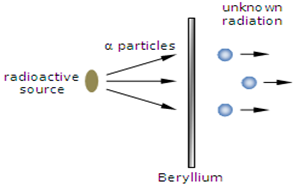 unknown
radiation
α particles
radioactive
source
Beryllium